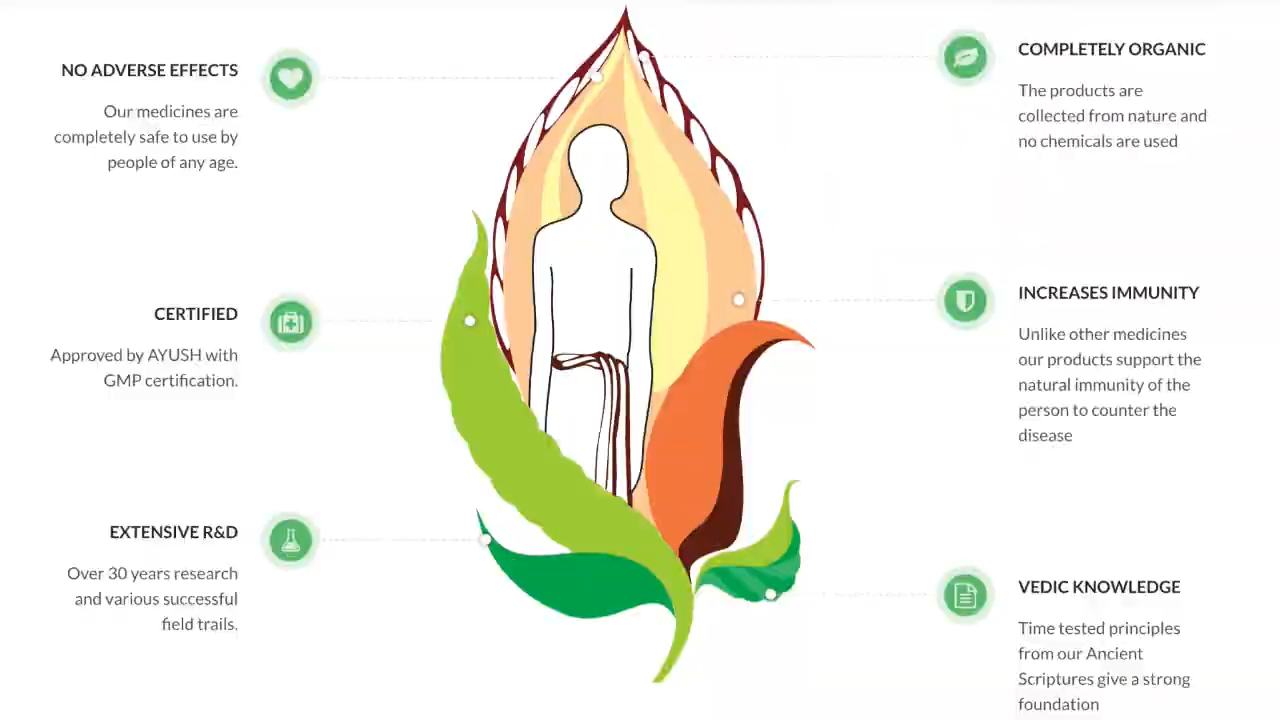 NO ADVERSE EFFECTS
Our medicines are
completely safe to use by
people of any age.
CERTIFIED
Approved by AYUSH with
GMP certification.
EXTENSIVE R&D
Over 30 years research
and various successful
field trails.
COMPLETELY ORGANIC
The products are
collected from nature and
no chemicals are used
INCREASES IMMUNITY
Unlike other medicines
our products support the
natural immunity of the
person to counter the
disease
VEDIC KNOWLEDGE
Time tested principles
from our Ancient
Scriptures give a strong
foundation